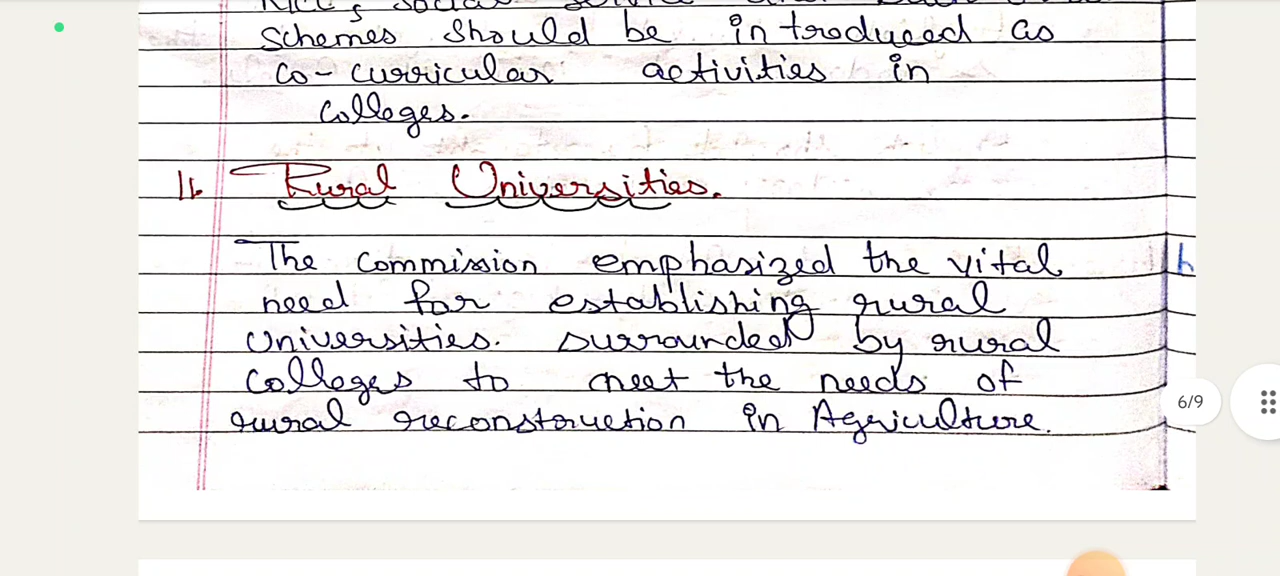 schemes should be introduced as
co-curricular activities in
colleges.
11. Rural Universities.
The Commission emphasized the vital
need for establishing rural
Universities. surrounded by rural
colleges to meet the needs of
rural reconstruction in Agriculture.
6/9